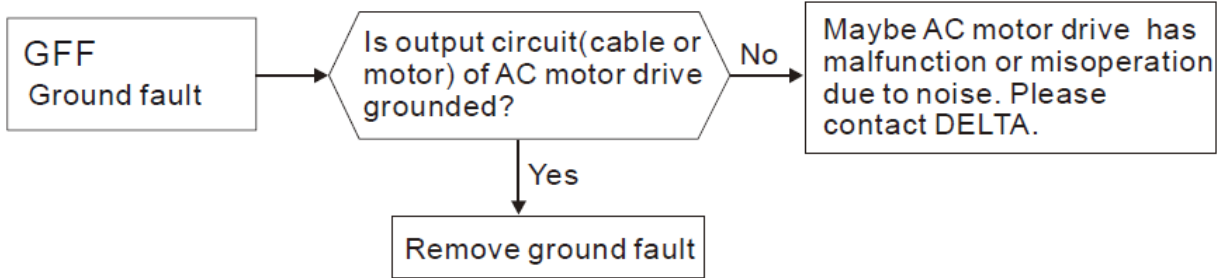 GFF
Ground fault
Is output circuit(cable or
motor) of AC motor drive
grounded?
No
Maybe AC motor drive has
malfunction or misoperation
due to noise. Please
contact DELTA.
Yes
Remove ground fault